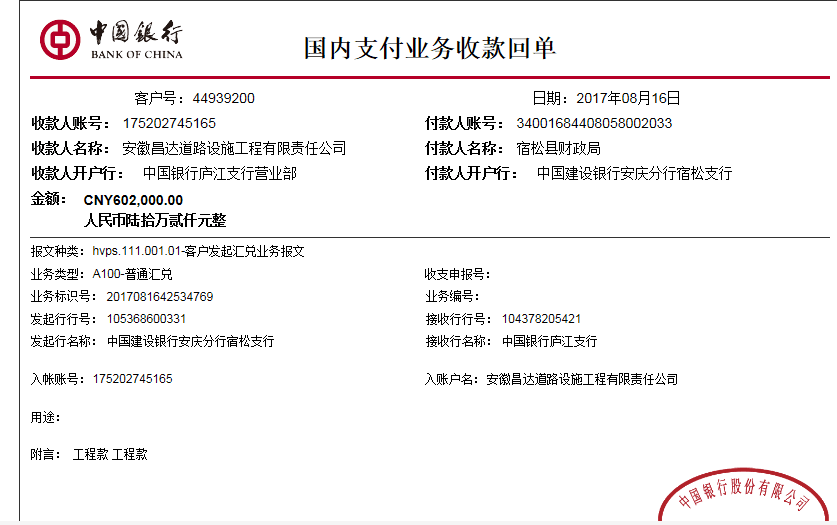 中国银行
BANK OF CHINA
国内支付业务收款回单
客户号：44939200 日期：2017年08月16日
收款人账号：175202745165 付款人账号：34001684408058002033
收款人名称：安徽昌达道路设施工程有限责任公司 付款人名称：宿松县财政局
收款人开户行：中国银行庐江支行营业部 付款人开户行：中国建设银行安庆分行宿松支行
金额：CNY602,000.00
人民币陆拾万贰仟元整
报文种类：hvps.111.001.01-客户发起汇兑业务报文
业务类型：A100-普通汇兑 收支申报号：
业务标识号：2017081642534769 业务编号：
发起行行号：105368600331 接收行行号：104378205421
发起行名称：中国建设银行安庆分行宿松支行 接收行名称：中国银行庐江支行
入帐账号：175202745165 入账户名：安徽昌达道路设施工程有限责任公司
用途：
附言：工程款 工程款
中国银行股份有限公司